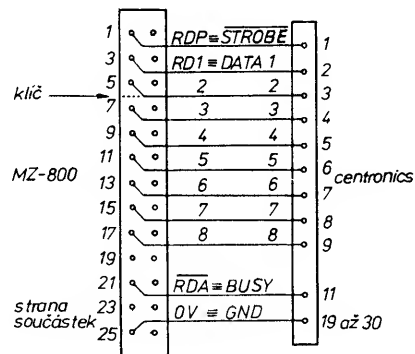 1 RDP ≡ S̅T̅R̅O̅B̅E̅ 1
3 RD1 ≡ DATA 1 2
5 2 2 3
klíč
7 3 3 4
9 4 4 5
11 5 5 6
MZ-800 centronics
13 6 6 7
15 7 7 8
17 8 8 9
19
21 R̅D̅A̅ ≡ BUSY 11
23 0V ≡ GND 19 až 30
strana
součástek
25